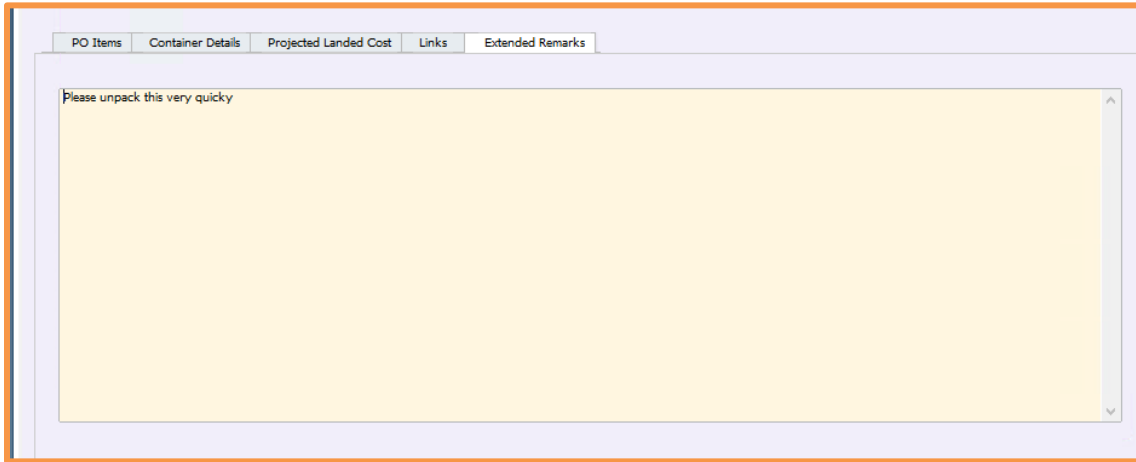 PO Items Container Details Projected Landed Cost Links Extended Remarks
Please unpack this very quicky